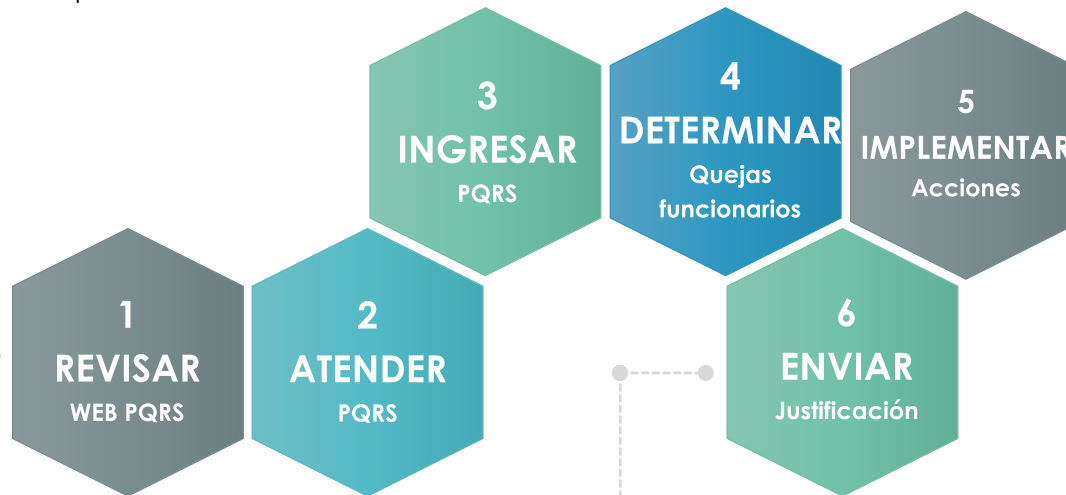 1
REVISAR
WEB PQRS
2
ATENDER
PQRS
3
INGRESAR
PQRS
4
DETERMINAR
Quejas
funcionarios
5
IMPLEMENTAR
Acciones
6
ENVIAR
Justificación